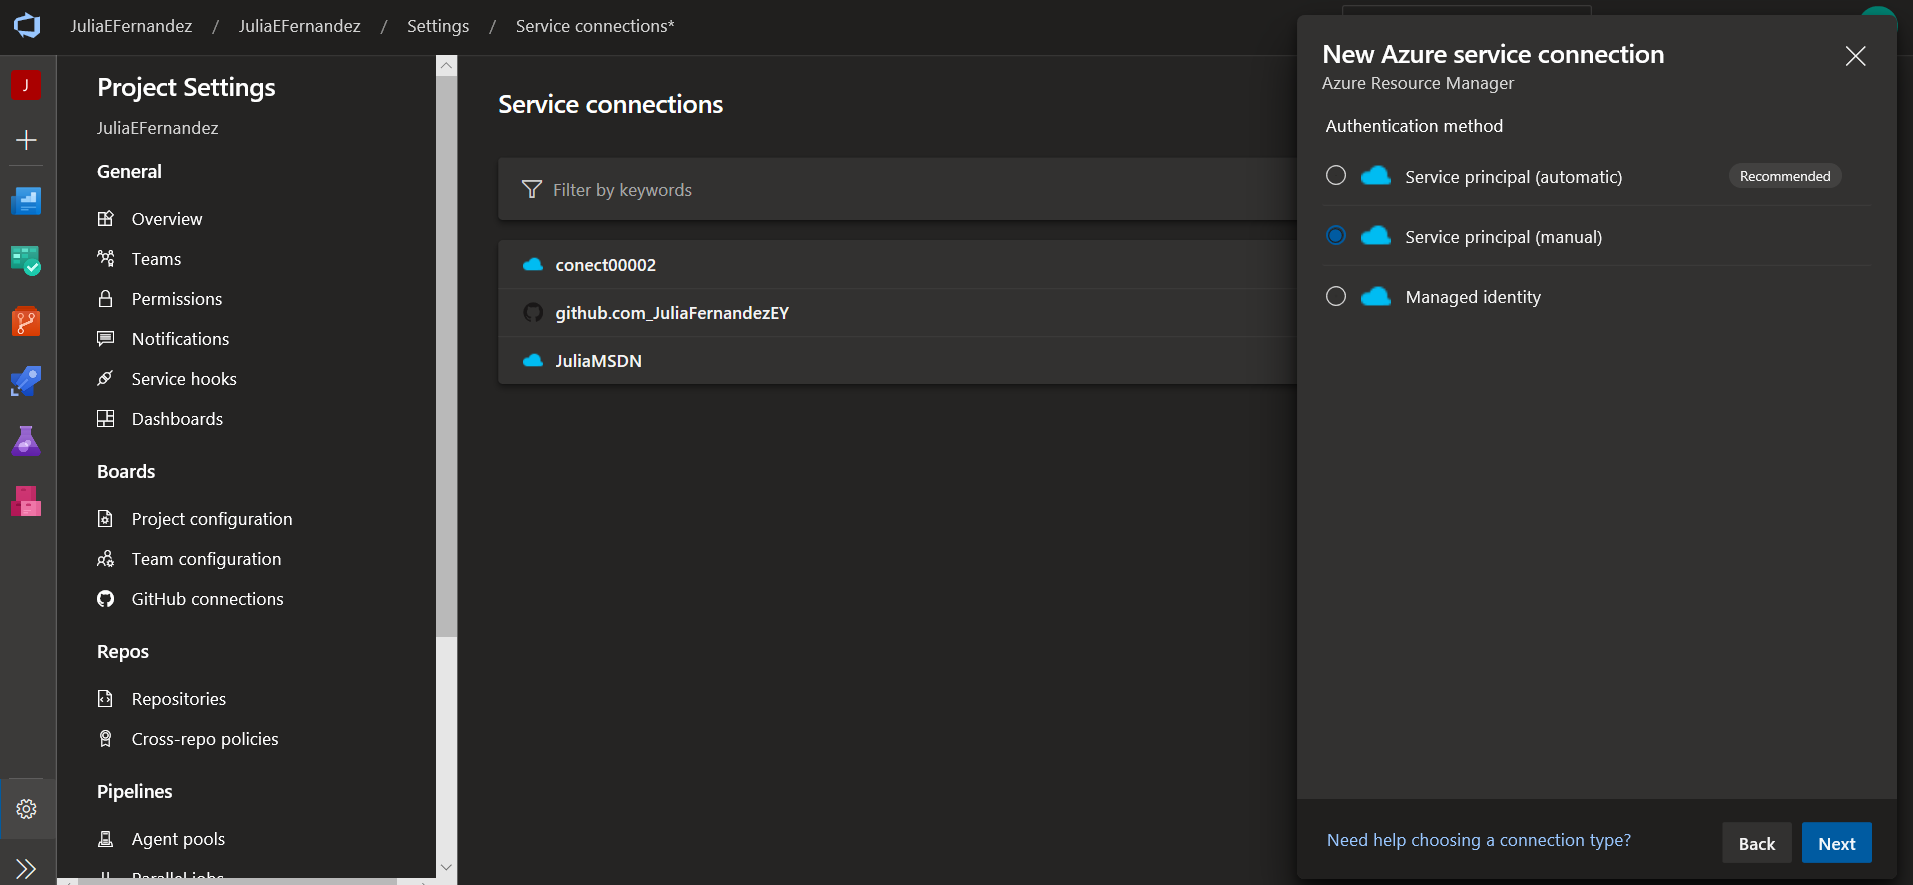 JuliaEFernandez / JuliaEFernandez / Settings / Service connections*
J
Project Settings
JuliaEFernandez
General
Overview
Teams
Permissions
Notifications
Service hooks
Dashboards
Boards
Project configuration
Team configuration
GitHub connections
Repos
Repositories
Cross-repo policies
Pipelines
Agent pools
Parallel jobs
Service connections
Filter by keywords
conect00002
github.com_JuliaFernandezEY
JuliaMSDN
New Azure service connection
Azure Resource Manager
Authentication method
Service principal (automatic) Recommended
Service principal (manual)
Managed identity
Need help choosing a connection type?
Back Next